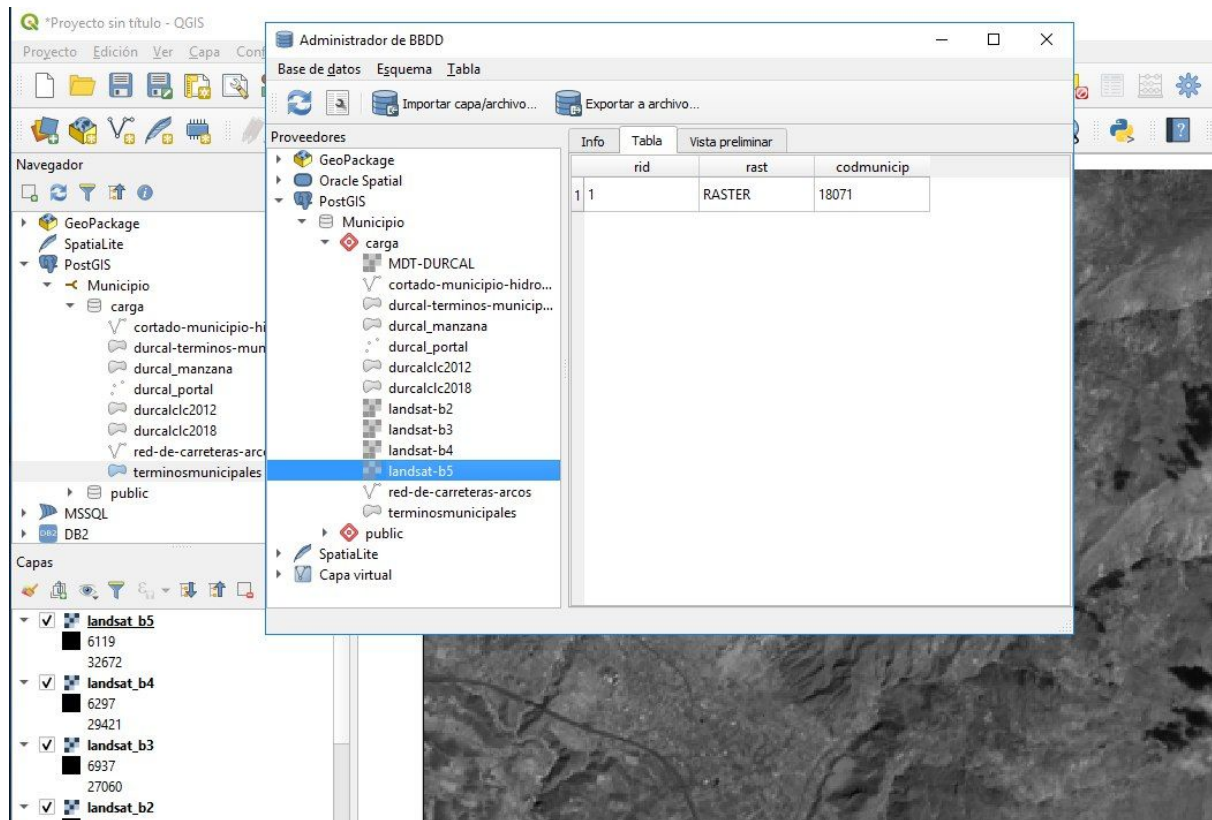 *Proyecto sin título - QGIS
Proyecto Edición Ver Capa Conf
Navegador
GeoPackage
SpatiaLite
PostGIS
Municipio
carga
cortado-municipio-hi
durcal-terminos-mun
durcal_manzana
durcal_portal
durcalclc2012
durcalclc2018
red-de-carreteras-arco
terminosmunicipales
public
MSSQL
DB2 DB2
Capas
landsat_b5
6119
32672
landsat_b4
6297
29421
landsat_b3
6937
27060
landsat_b2
Administrador de BBDD
Base de datos Esquema Tabla
Importar capa/archivo... Exportar a archivo...
Proveedores
GeoPackage
Oracle Spatial
PostGIS
Municipio
carga
MDT-DURCAL
cortado-municipio-hidro...
durcal-terminos-municip...
durcal_manzana
durcal_portal
durcalclc2012
durcalclc2018
landsat-b2
landsat-b3
landsat-b4
landsat-b5
red-de-carreteras-arcos
terminosmunicipales
public
SpatiaLite
Capa virtual
Info Tabla Vista preliminar
rid rast codmunicip
1 1 RASTER 18071
?